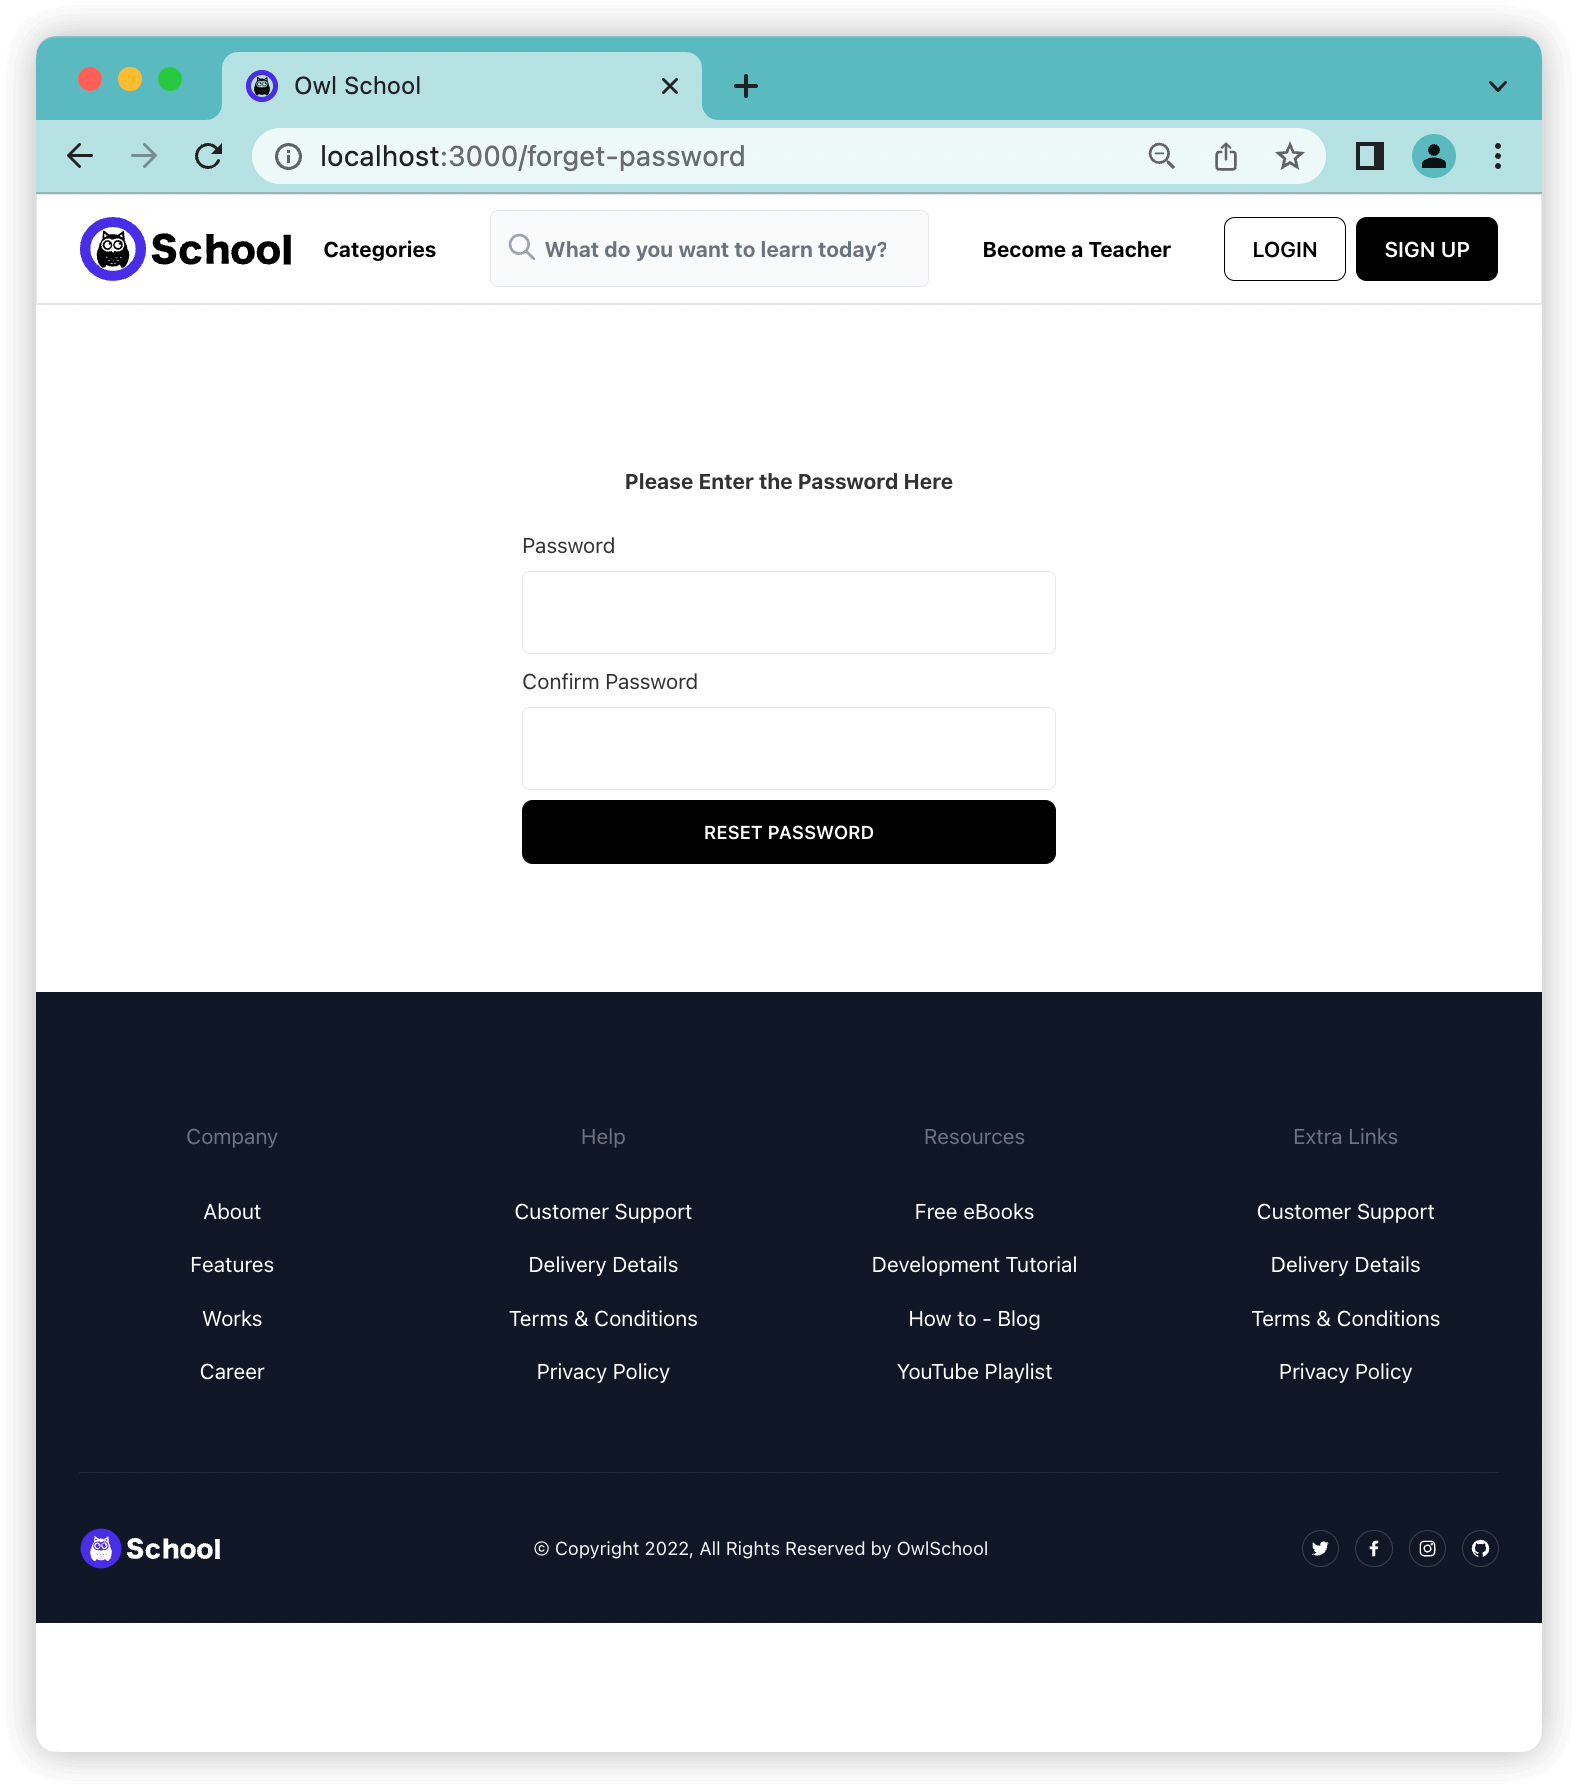 Owl School
localhost:3000/forget-password
School Categories What do you want to learn today? Become a Teacher LOGIN SIGN UP
Please Enter the Password Here
Password
Confirm Password
RESET PASSWORD
Company Help Resources Extra Links
About Customer Support Free eBooks Customer Support
Features Delivery Details Development Tutorial Delivery Details
Works Terms & Conditions How to - Blog Terms & Conditions
Career Privacy Policy YouTube Playlist Privacy Policy
School © Copyright 2022, All Rights Reserved by OwlSchool